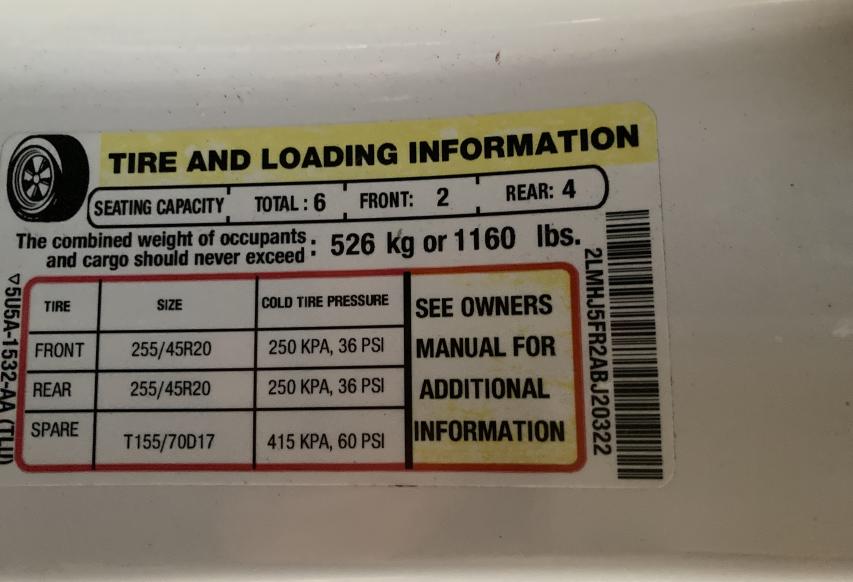 TIRE AND LOADING INFORMATION
SEATING CAPACITY TOTAL : 6 FRONT: 2 REAR: 4
The combined weight of occupants and cargo should never exceed : 526 kg or 1160 lbs.
TIRE SIZE COLD TIRE PRESSURE
FRONT 255/45R20 250 KPA, 36 PSI
REAR 255/45R20 250 KPA, 36 PSI
SPARE T155/70D17 415 KPA, 60 PSI
SEE OWNERS
MANUAL FOR
ADDITIONAL
INFORMATION
2LMHJ5FR2ABJ20322
▽5U5A-1532-AA (TLU)